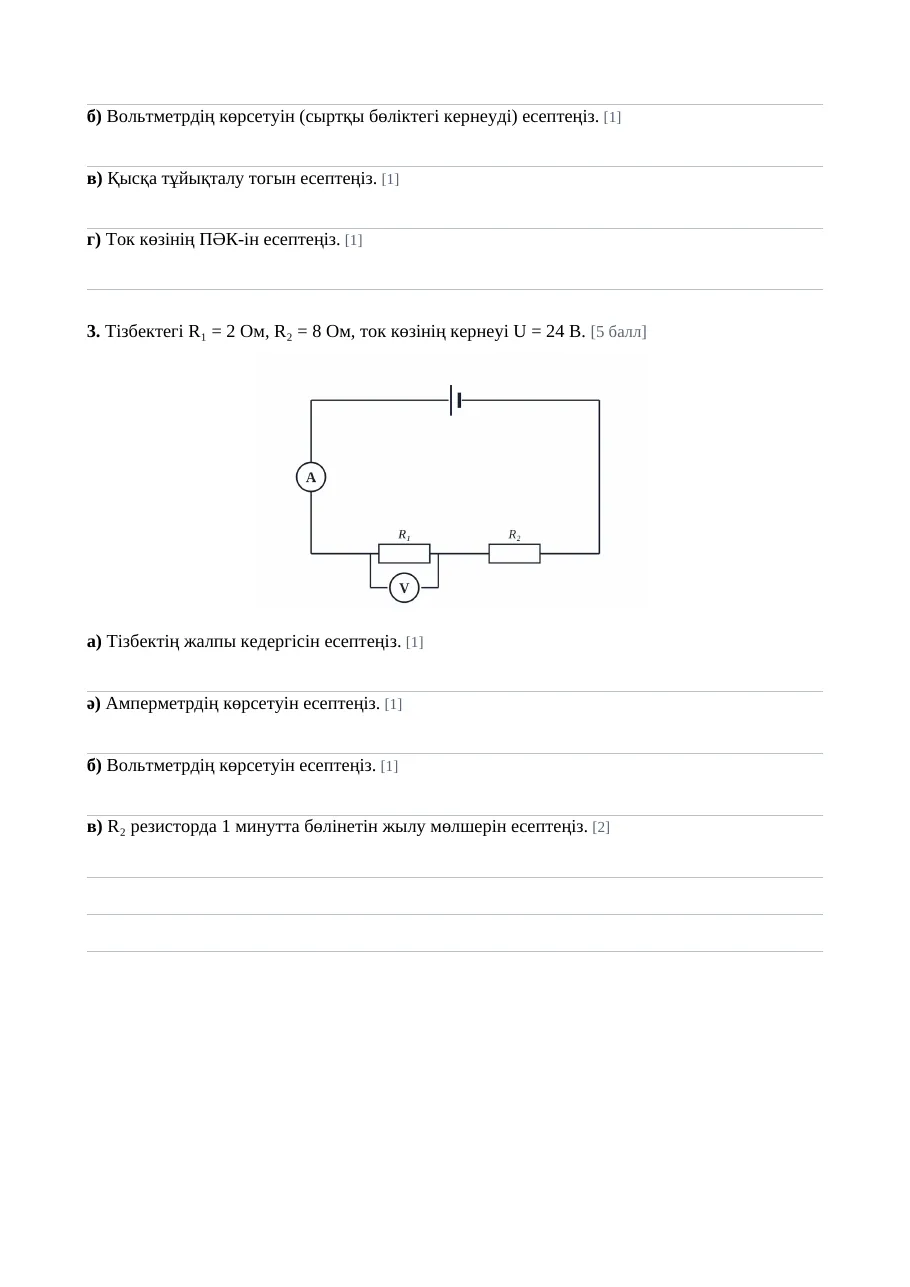 б) Вольтметрдің көрсетуін (сыртқы бөліктегі кернеуді) есептеңіз. [1]
в) Қысқа тұйықталу тогын есептеңіз. [1]
г) Ток көзінің ПӘК-ін есептеңіз. [1]
3. Тізбектегі R₁ = 2 Ом, R₂ = 8 Ом, ток көзінің кернеуі U = 24 В. [5 балл]
A
R₁ R₂
V
а) Тізбектің жалпы кедергісін есептеңіз. [1]
ә) Амперметрдің көрсетуін есептеңіз. [1]
б) Вольтметрдің көрсетуін есептеңіз. [1]
в) R₂ резисторда 1 минутта бөлінетін жылу мөлшерін есептеңіз. [2]